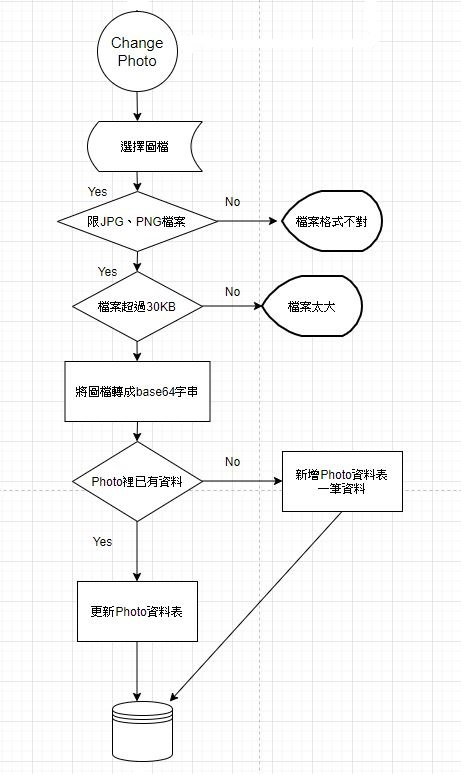 Change
Photo
選擇圖檔
Yes
限JPG、PNG檔案
No
檔案格式不對
Yes
檔案超過30KB
No
檔案太大
將圖檔轉成base64字串
Photo裡已有資料
No
新增Photo資料表
一筆資料
Yes
更新Photo資料表